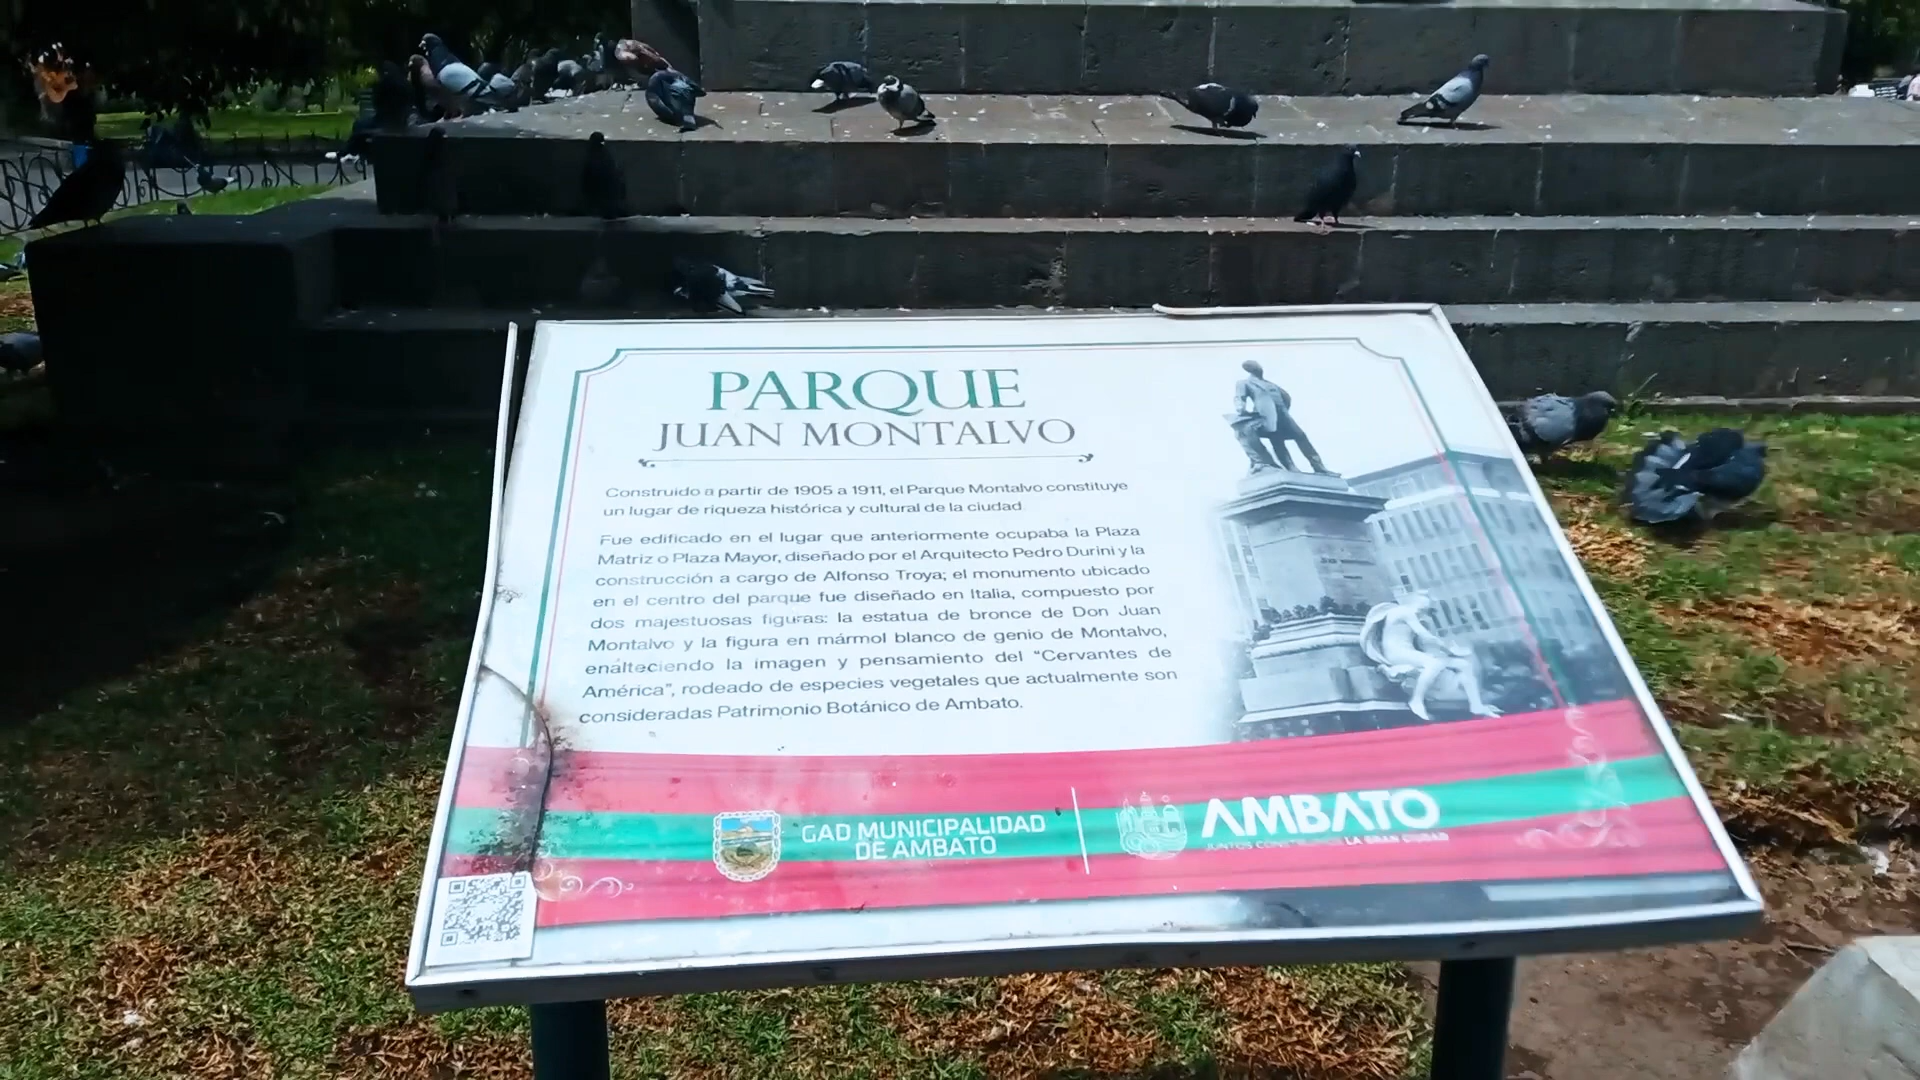 PARQUE
JUAN MONTALVO
Construido a partir de 1905 a 1911, el Parque Montalvo constituye
un lugar de riqueza histórica y cultural de la ciudad.
Fue edificado en el lugar que anteriormente ocupaba la Plaza
Matriz o Plaza Mayor, diseñado por el Arquitecto Pedro Durini y la
construcción a cargo de Alfonso Troya; el monumento ubicado
en el centro del parque fue diseñado en Italia, compuesto por
dos majestuosas figuras: la estatua de bronce de Don Juan
Montalvo y la figura en mármol blanco de genio de Montalvo,
enalteciendo la imagen y pensamiento del “Cervantes de
América”, rodeado de especies vegetales que actualmente son
consideradas Patrimonio Botánico de Ambato.
GAD MUNICIPALIDAD
DE AMBATO
AMBATO
JUNTOS LA GRAN CIUDAD